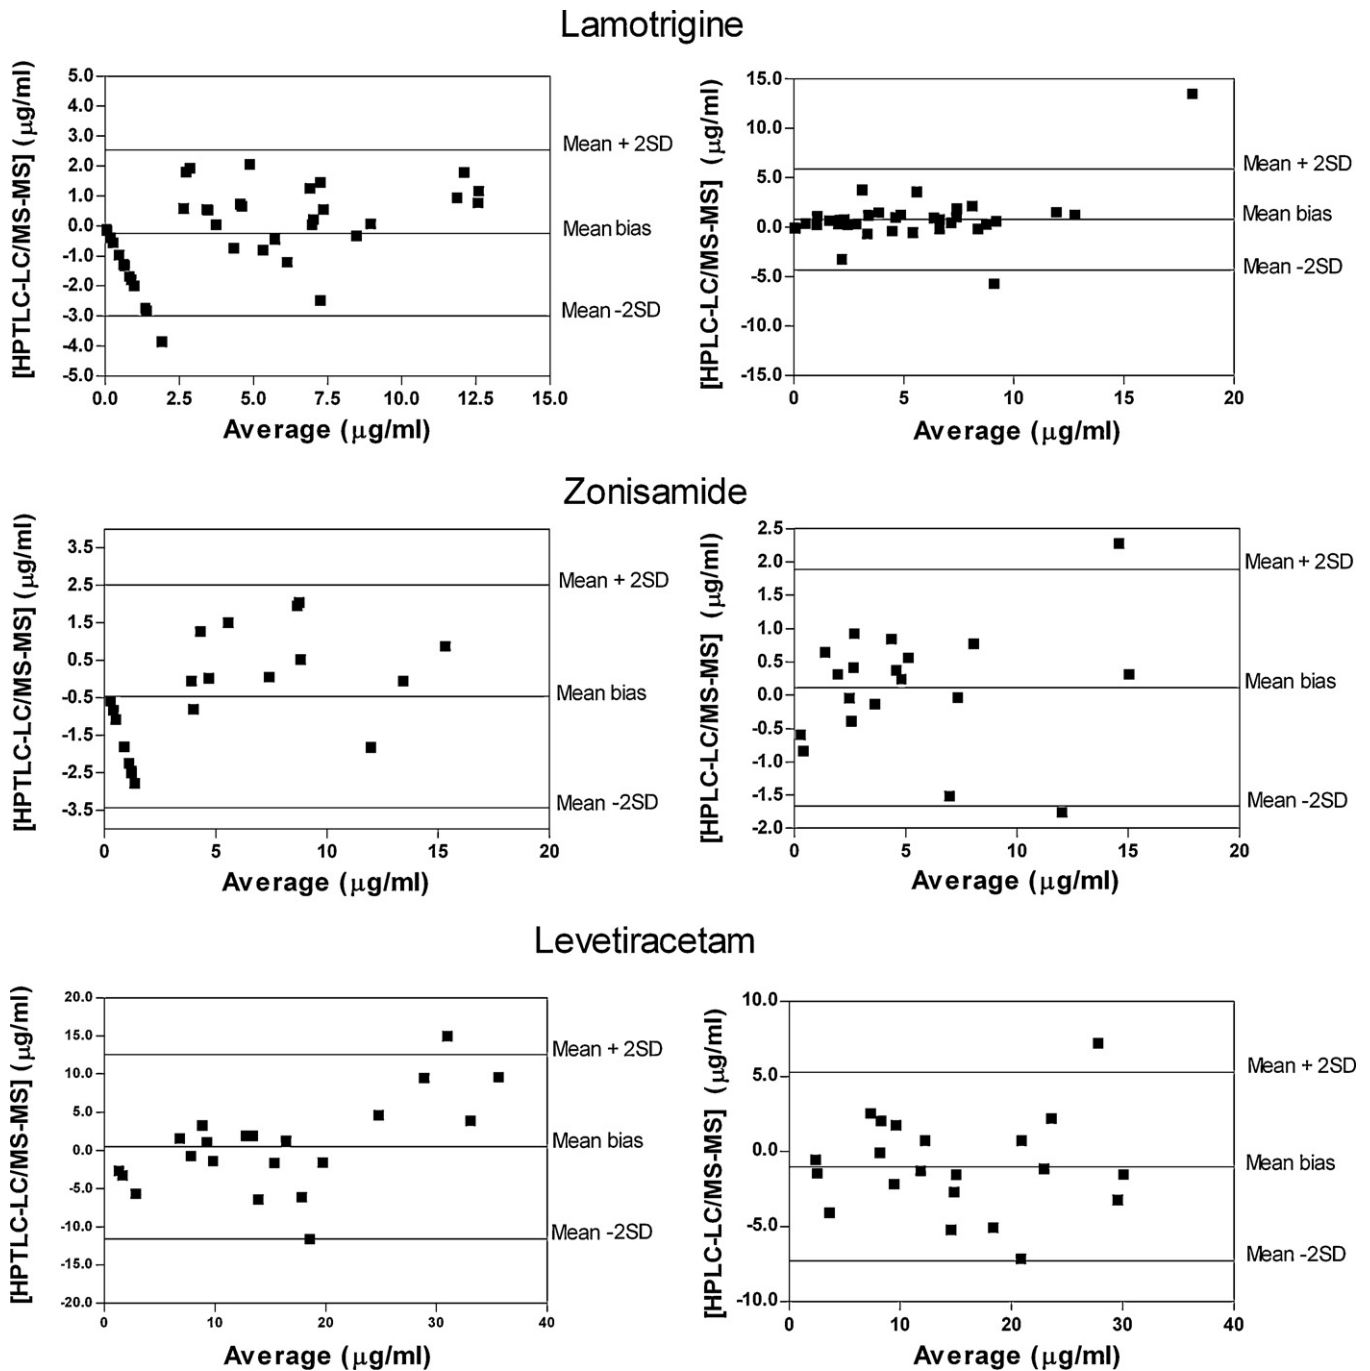 Lamotrigine
[HPTLC-LC/MS-MS] (μg/ml)
5.0
4.0
3.0
2.0
1.0
0.0
-1.0
-2.0
-3.0
-4.0
-5.0
Mean + 2SD
Mean bias
Mean -2SD
0.0 2.5 5.0 7.5 10.0 12.5 15.0
Average (μg/ml)
[HPLC-LC/MS-MS] (μg/ml)
15.0
10.0
5.0
0.0
-5.0
-10.0
-15.0
Mean + 2SD
Mean bias
Mean -2SD
0 5 10 15 20
Average (μg/ml)
Zonisamide
[HPTLC-LC/MS-MS] (μg/ml)
3.5
2.5
1.5
0.5
-0.5
-1.5
-2.5
-3.5
Mean + 2SD
Mean bias
Mean -2SD
0 5 10 15 20
Average (μg/ml)
[HPLC-LC/MS-MS] (μg/ml)
2.5
2.0
1.5
1.0
0.5
0.0
-0.5
-1.0
-1.5
-2.0
Mean + 2SD
Mean bias
Mean -2SD
0 5 10 15 20
Average (μg/ml)
Levetiracetam
[HPTLC-LC/MS-MS] (μg/ml)
20.0
15.0
10.0
5.0
0.0
-5.0
-10.0
-15.0
-20.0
Mean + 2SD
Mean bias
Mean -2SD
0 10 20 30 40
Average (μg/ml)
[HPLC-LC/MS-MS] (μg/ml)
10.0
5.0
0.0
-5.0
-10.0
Mean + 2SD
Mean bias
Mean -2SD
0 10 20 30 40
Average (μg/ml)